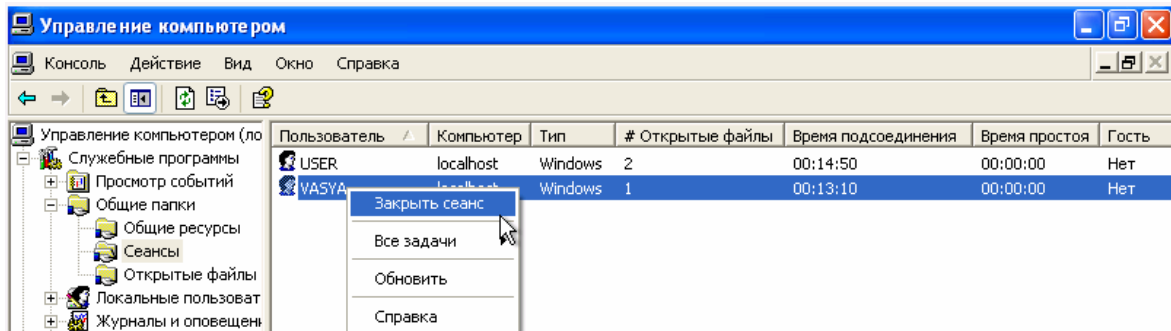 Управление компьютером
Консоль Действие Вид Окно Справка
Управление компьютером (ло
Пользователь Компьютер Тип # Открытые файлы Время подсоединения Время простоя Гость
Служебные программы
USER localhost Windows 2 00:14:50 00:00:00 Нет
Просмотр событий
VASYA localhost Windows 1 00:13:10 00:00:00 Нет
Общие папки
Закрыть сеанс
Общие ресурсы
Все задачи
Сеансы
Открытые файлы
Обновить
Локальные пользоват
Справка
Журналы и оповещен